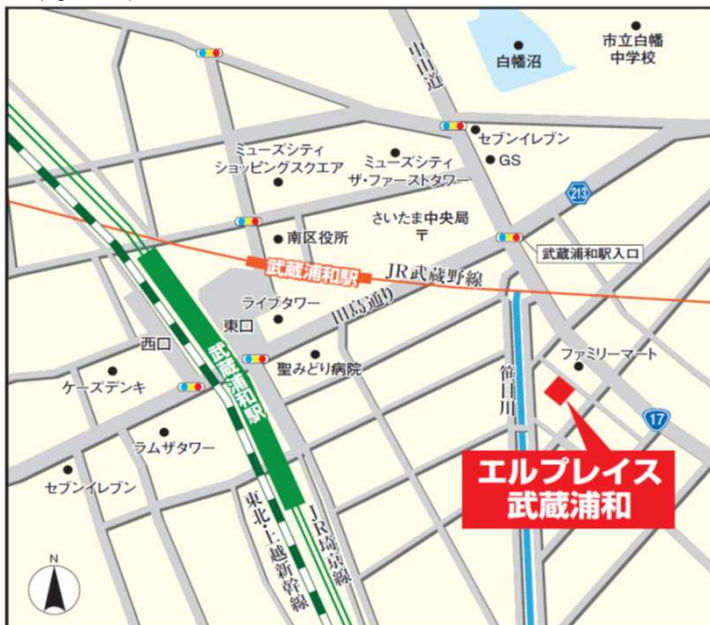 中山道
白幡沼
市立白幡
中学校
セブンイレブン
GS
ミューズシティ
ショッピングスクエア
ミューズシティ
ザ・ファーストタワー
213
さいたま中央局
〒
南区役所
武蔵浦和駅入口
武蔵浦和駅
JR武蔵野線
田島通り
ライブタワー
東口
西口
武蔵浦和駅
聖みどり病院
ファミリーマート
笹目川
ケーズデンキ
17
ラムザタワー
エルプレイス
武蔵浦和
セブンイレブン
東北・上越新幹線
JR埼京線
N